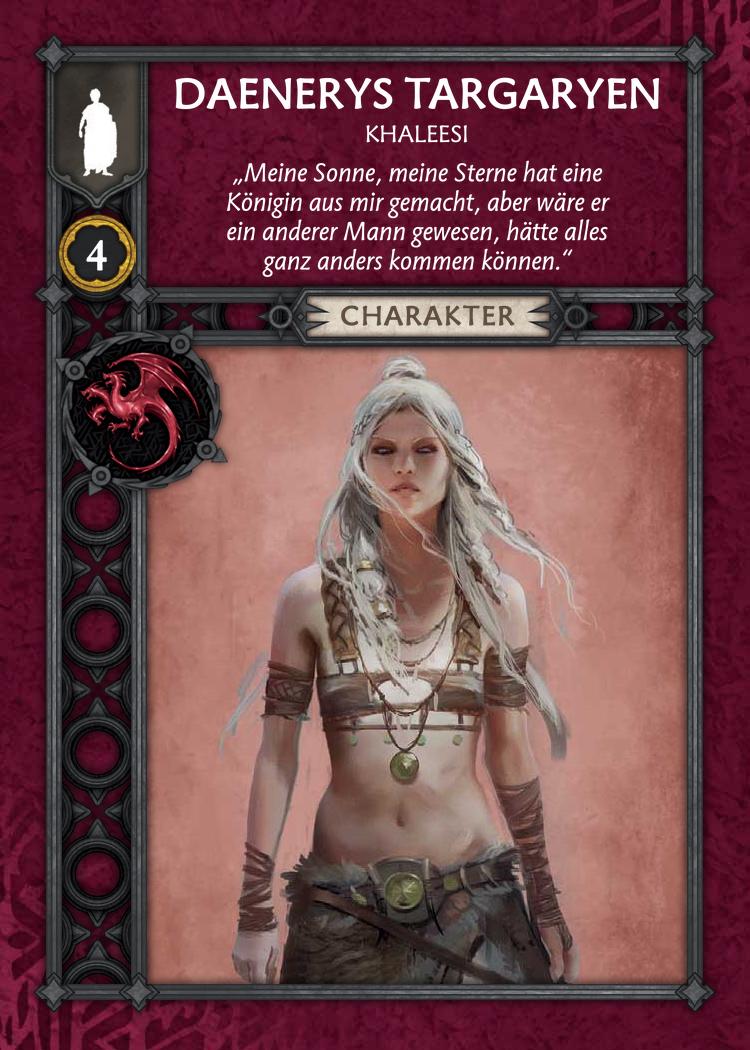 DAENERYS TARGARYEN
KHALEESI
„Meine Sonne, meine Sterne hat eine
Königin aus mir gemacht, aber wäre er
ein anderer Mann gewesen, hätte alles
ganz anders kommen können.“
4
CHARAKTER